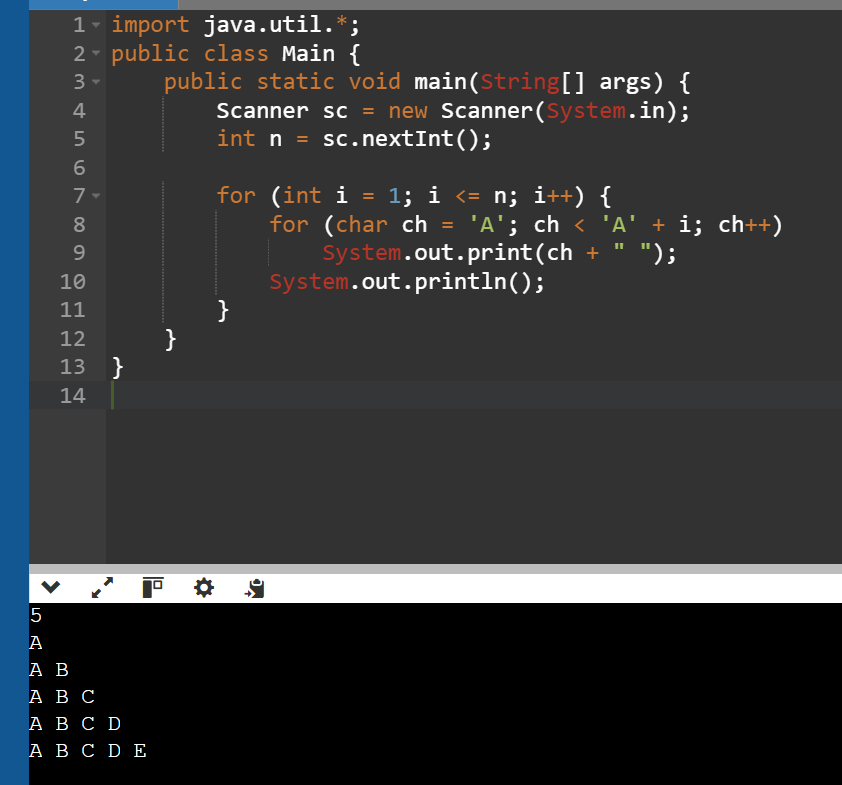 1 import java.util.*;
2 public class Main {
3     public static void main(String[] args) {
4         Scanner sc = new Scanner(System.in);
5         int n = sc.nextInt();
6
7         for (int i = 1; i <= n; i++) {
8             for (char ch = 'A'; ch < 'A' + i; ch++)
9                 System.out.print(ch + " ");
10             System.out.println();
11         }
12     }
13 }
14
5
A
A B
A B C
A B C D
A B C D E